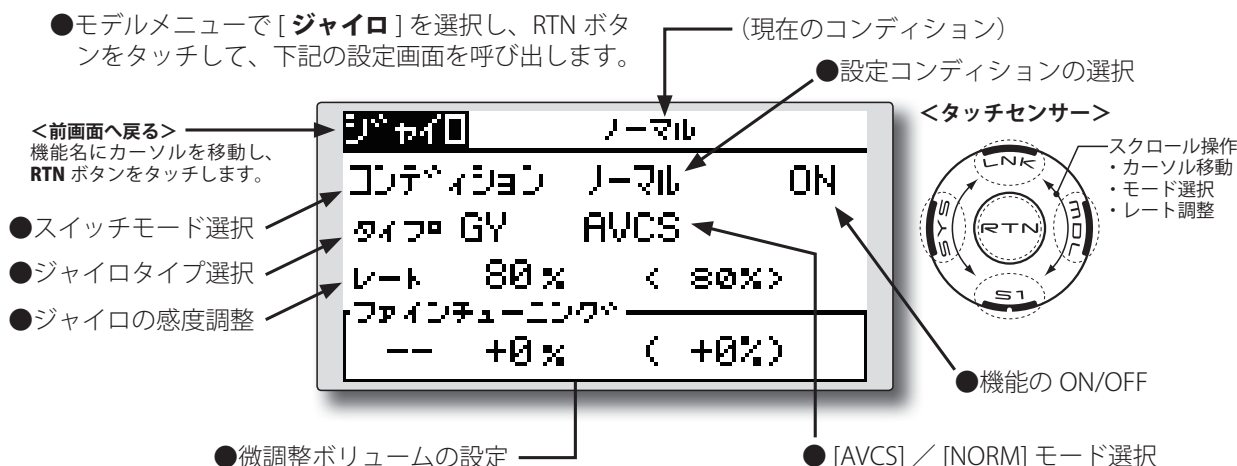 ●モデルメニューで [ ジャイロ ] を選択し、RTN ボタ
ンをタッチして、下記の設定画面を呼び出します。
（現在のコンディション）
●設定コンディションの選択
＜前画面へ戻る＞
機能名にカーソルを移動し、
RTN ボタンをタッチします。
●スイッチモード選択
●ジャイロタイプ選択
●ジャイロの感度調整
ジャイロ ノーマル
コンディション ノーマル ON
タイプ GY AVCS
レート 80% < 80%>
ファインチューニング
-- +0% ( +0%)
＜タッチセンサー＞
LNK
SYS
RTN
MDL
S1
スクロール操作
・カーソル移動
・モード選択
・レート調整
●機能の ON/OFF
●微調整ボリュームの設定
● [AVCS] ／ [NORM] モード選択